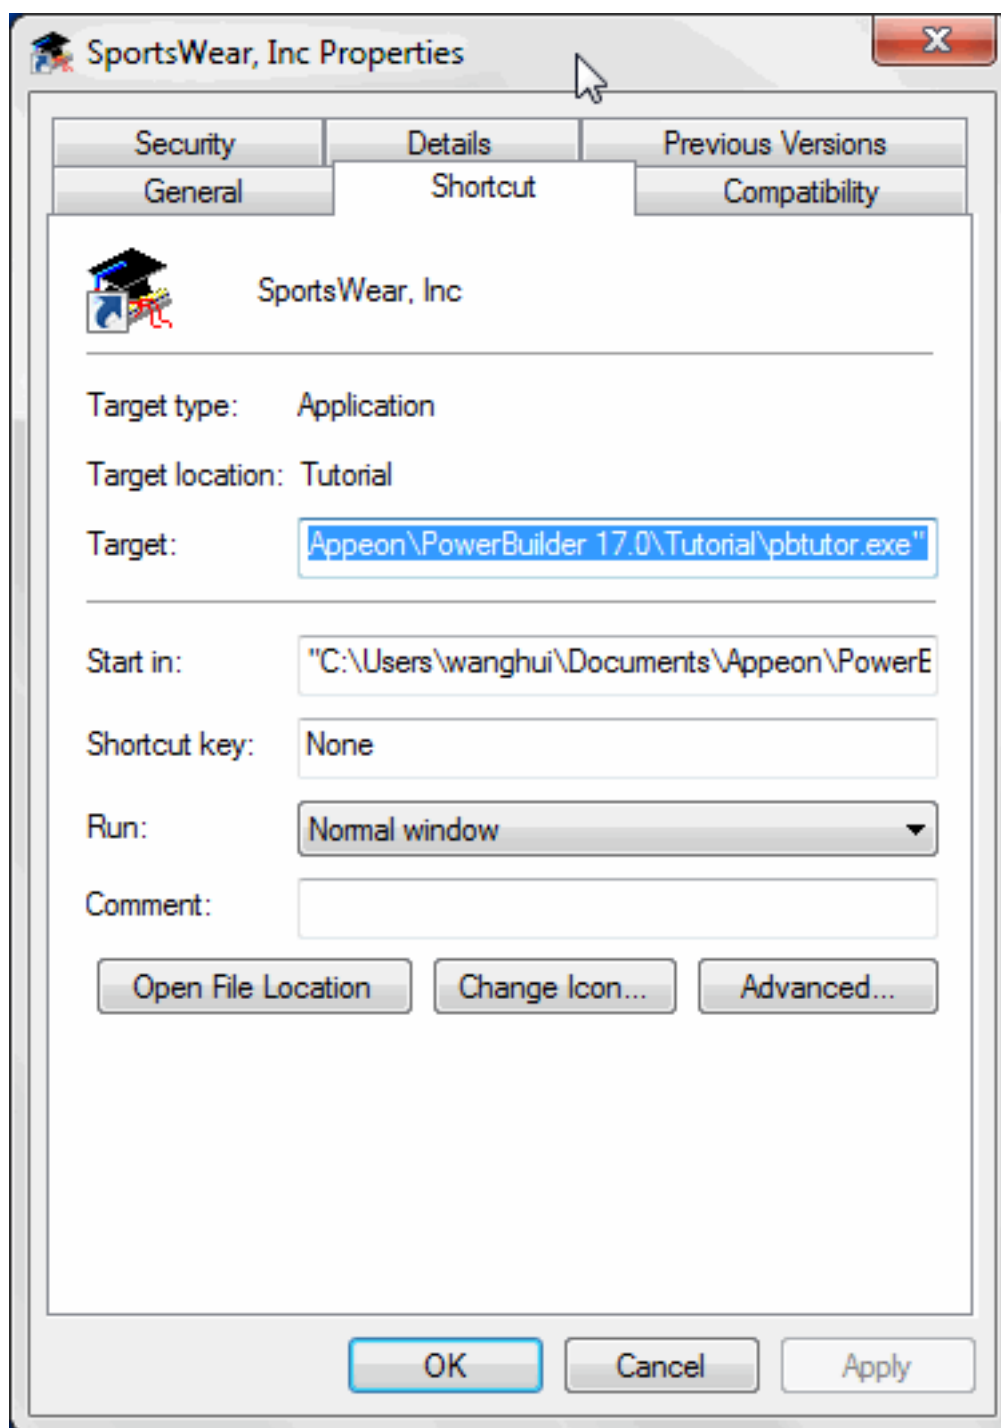 SportsWear, Inc Properties
Security Details Previous Versions
General Shortcut Compatibility
SportsWear, Inc
Target type: Application
Target location: Tutorial
Target: Appeon\PowerBuilder 17.0\Tutorial\pbtutor.exe"
Start in: "C:\Users\wanghui\Documents\Appeon\PowerE
Shortcut key: None
Run: Normal window
Comment:
Open File Location Change Icon... Advanced...
OK Cancel Apply